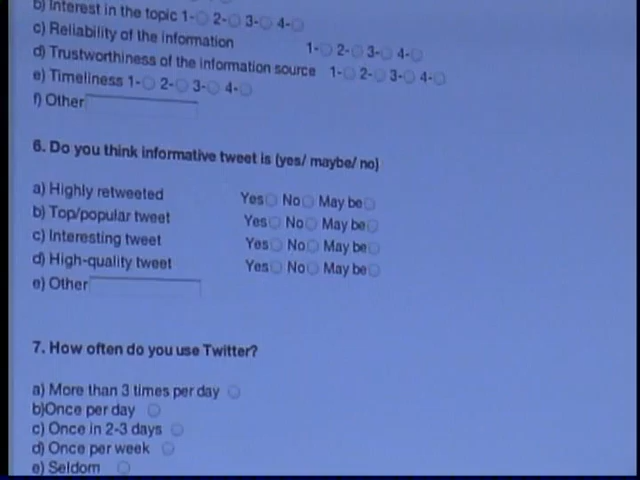 b) Interest in the topic 1- 2- 3- 4-
c) Reliability of the information 1- 2- 3- 4-
d) Trustworthiness of the information source 1- 2- 3- 4-
e) Timeliness 1- 2- 3- 4-
f) Other
6. Do you think informative tweet is (yes/ maybe/ no)
a) Highly retweeted Yes No May be
b) Top/popular tweet Yes No May be
c) Interesting tweet Yes No May be
d) High-quality tweet Yes No May be
e) Other
7. How often do you use Twitter?
a) More than 3 times per day
b)Once per day
c) Once in 2-3 days
d) Once per week
e) Seldom